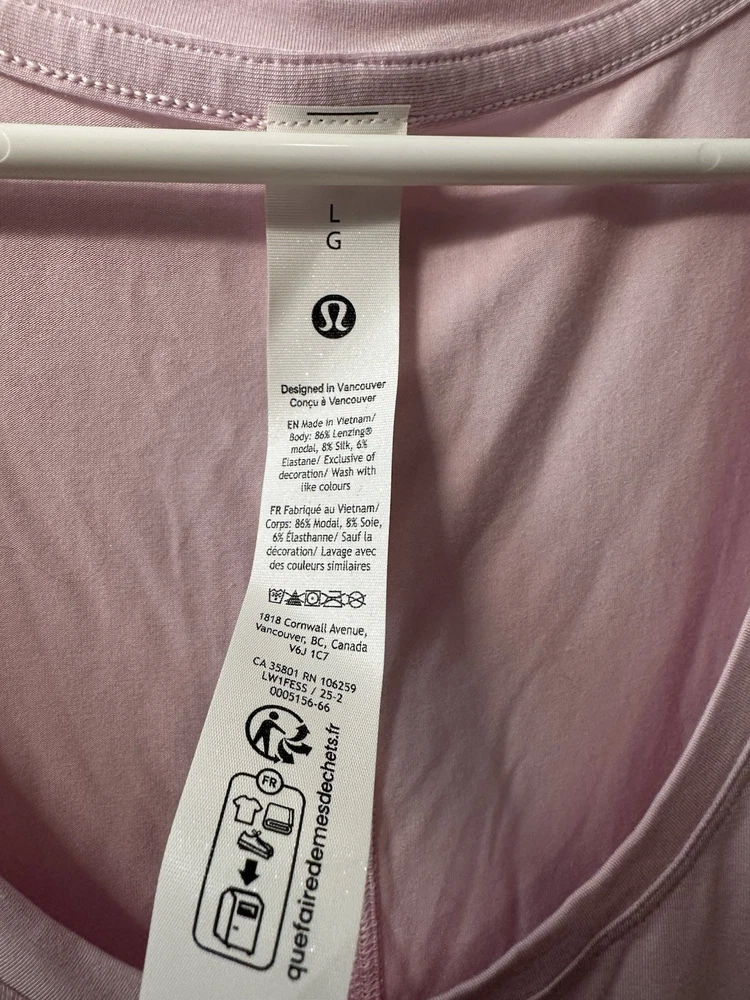 L
G
Designed in Vancouver
Conçu à Vancouver
EN Made in Vietnam/
Body: 86% Lenzing®
modal, 8% Silk, 6%
Elastane/ Exclusive of
decoration/ Wash with
like colours
FR Fabriqué au Vietnam/
Corps: 86% Modal, 8% Soie,
6% Élasthanne/ Sauf la
décoration/ Lavage avec
des couleurs similaires
1818 Cornwall Avenue,
Vancouver, BC, Canada
V6J 1C7
CA 35801 RN 106259
LW1FESS / 25-2
0005156-66
FR
quefairedemesdechets.fr